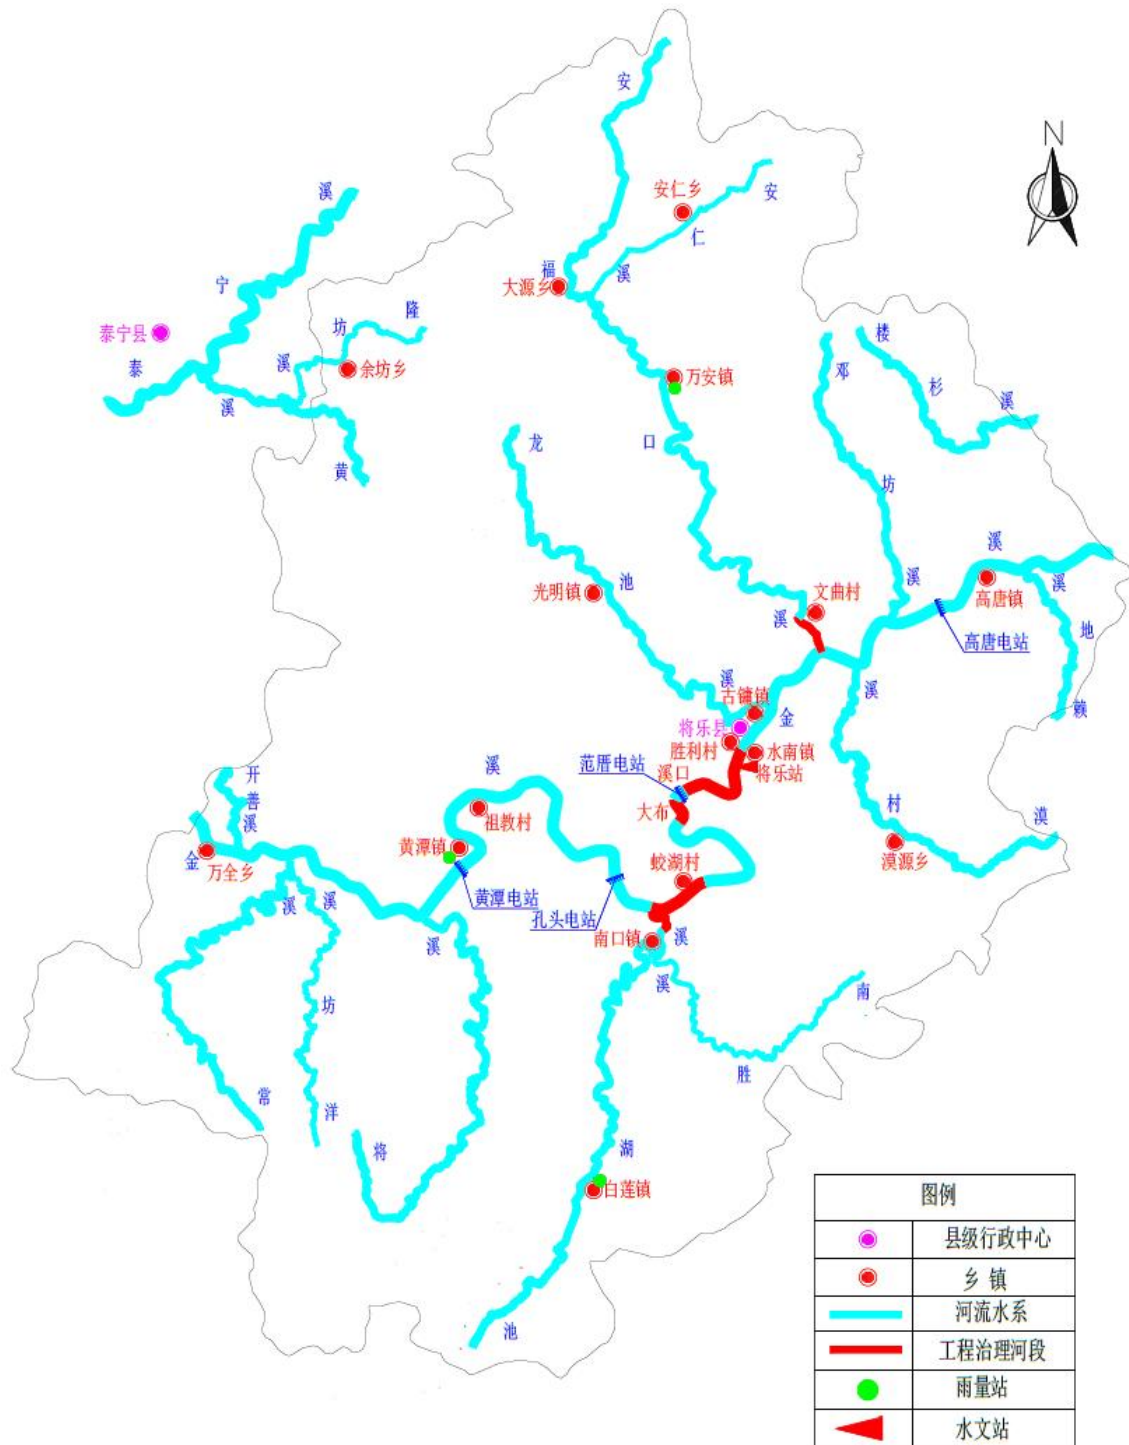 N
安
安仁乡
安
仁
溪
福
大源乡
溪
宁
泰宁县
泰
溪
坊
隆
溪
余坊乡
黄
万安镇
口
楼
杉
溪
邓
坊
溪
龙
池
光明镇
溪
文曲村
溪
溪
高唐镇
溪
地
赖
高唐电站
古镛镇
金
将乐县
胜利村
水南镇
将乐站
溪口
范厝电站
大布
溪
村
漠
漠源乡
开
善
溪
金
万全乡
溪
祖教村
黄潭镇
黄潭电站
孔头电站
蛟湖村
南口镇
溪
溪
南
胜
溪
溪
坊
洋
常
溪
将
湖
白莲镇
池
图例
县级行政中心
乡 镇
河流水系
工程治理河段
雨量站
水文站